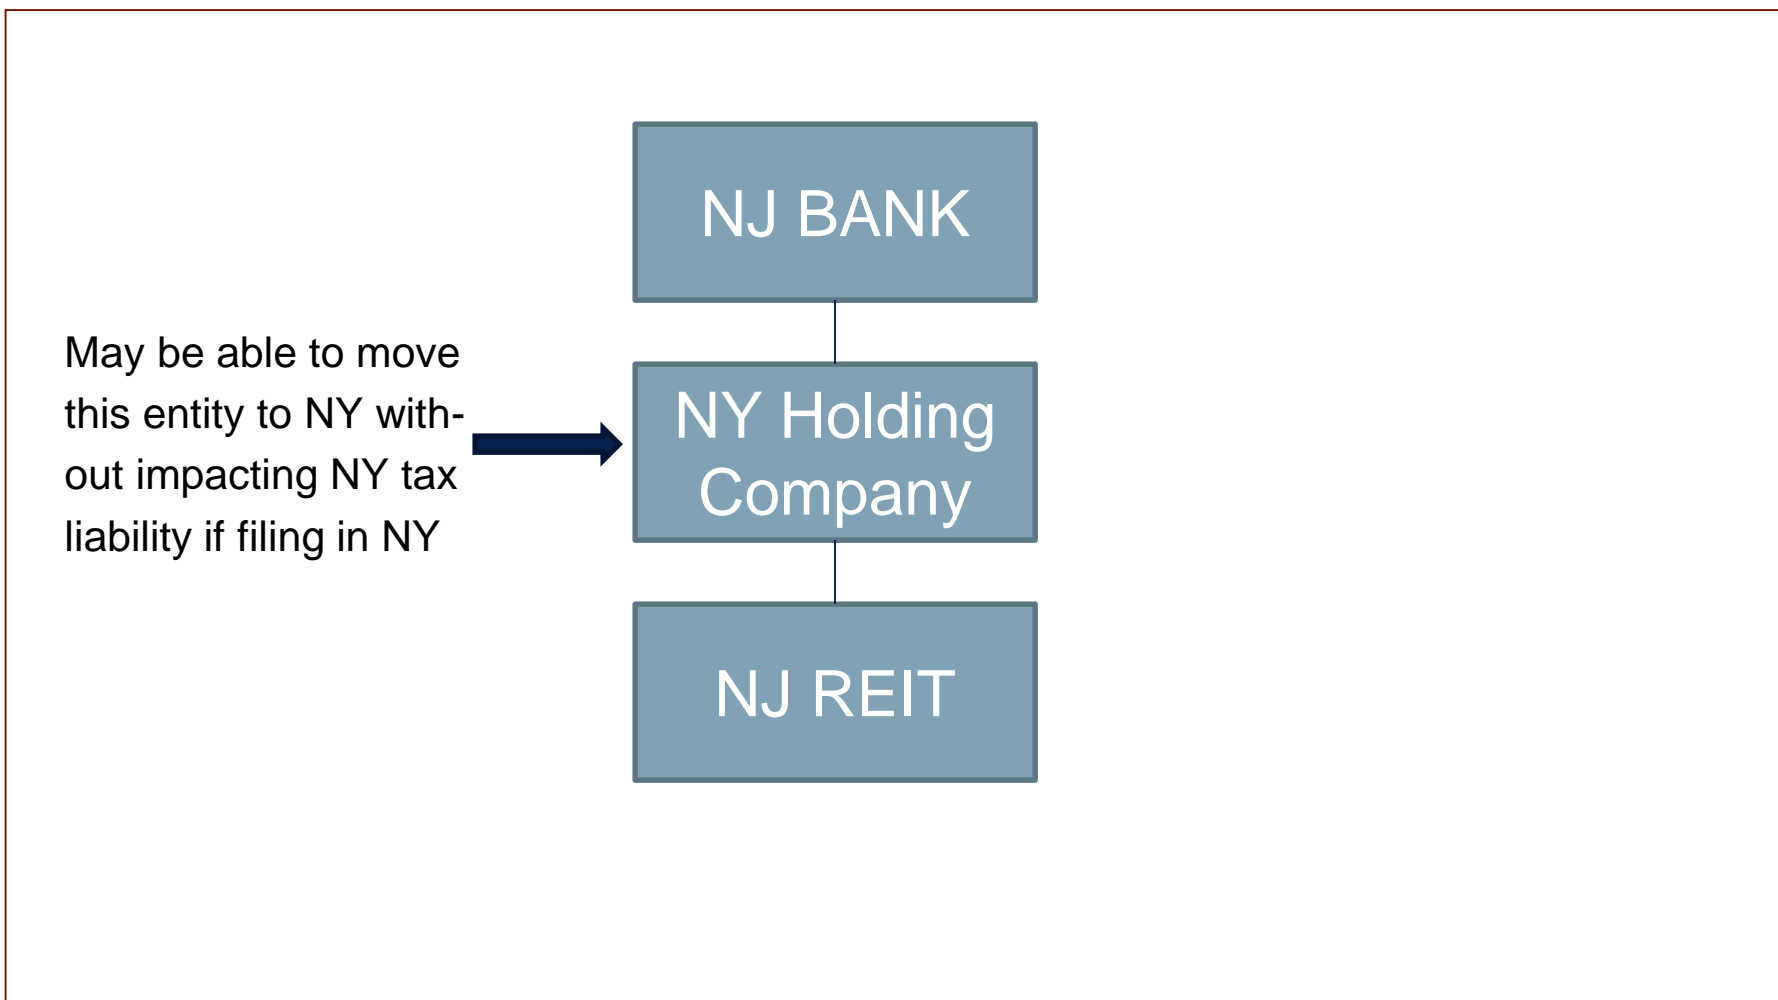 NJ BANK
May be able to move
this entity to NY with-
out impacting NY tax
liability if filing in NY
NY Holding
Company
NJ REIT